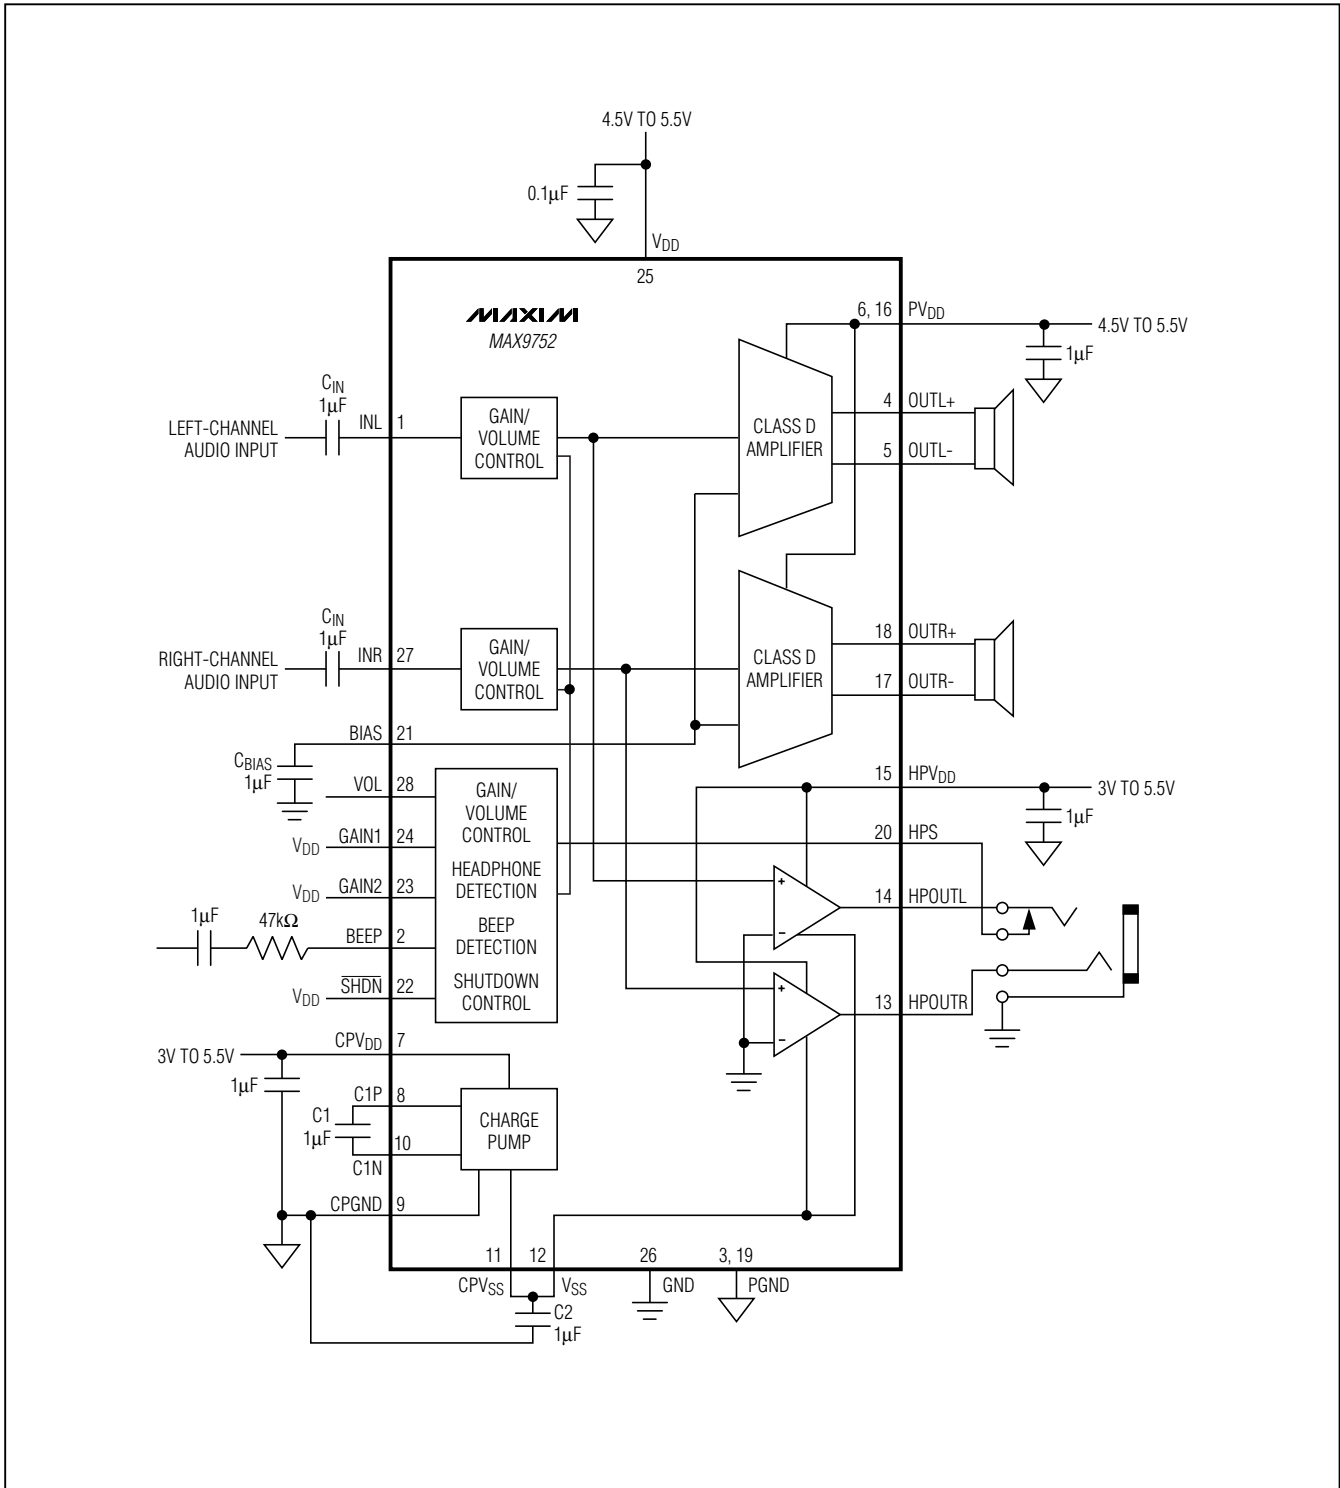 4.5V TO 5.5V
0.1µF
VDD
25
MAXIM
MAX9752
6, 16
PVDD
4.5V TO 5.5V
1µF
CIN
1µF
LEFT-CHANNEL
AUDIO INPUT
INL
1
GAIN/
VOLUME
CONTROL
CLASS D
AMPLIFIER
4
OUTL+
5
OUTL-
CIN
1µF
RIGHT-CHANNEL
AUDIO INPUT
INR
27
GAIN/
VOLUME
CONTROL
CLASS D
AMPLIFIER
18
OUTR+
17
OUTR-
BIAS
21
CBIAS
1µF
VOL
28
VDD
GAIN1
24
VDD
GAIN2
23
1µF
47kΩ
BEEP
2
VDD
SHDN
22
GAIN/
VOLUME
CONTROL
HEADPHONE
DETECTION
BEEP
DETECTION
SHUTDOWN
CONTROL
15
HPVDD
3V TO 5.5V
1µF
20
HPS
+
−
14
HPOUTL
+
−
13
HPOUTR
3V TO 5.5V
CPVDD
7
1µF
C1P
8
C1
1µF
10
C1N
CHARGE
PUMP
CPGND
9
11
12
26
3, 19
CPVSS
VSS
GND
PGND
C2
1µF